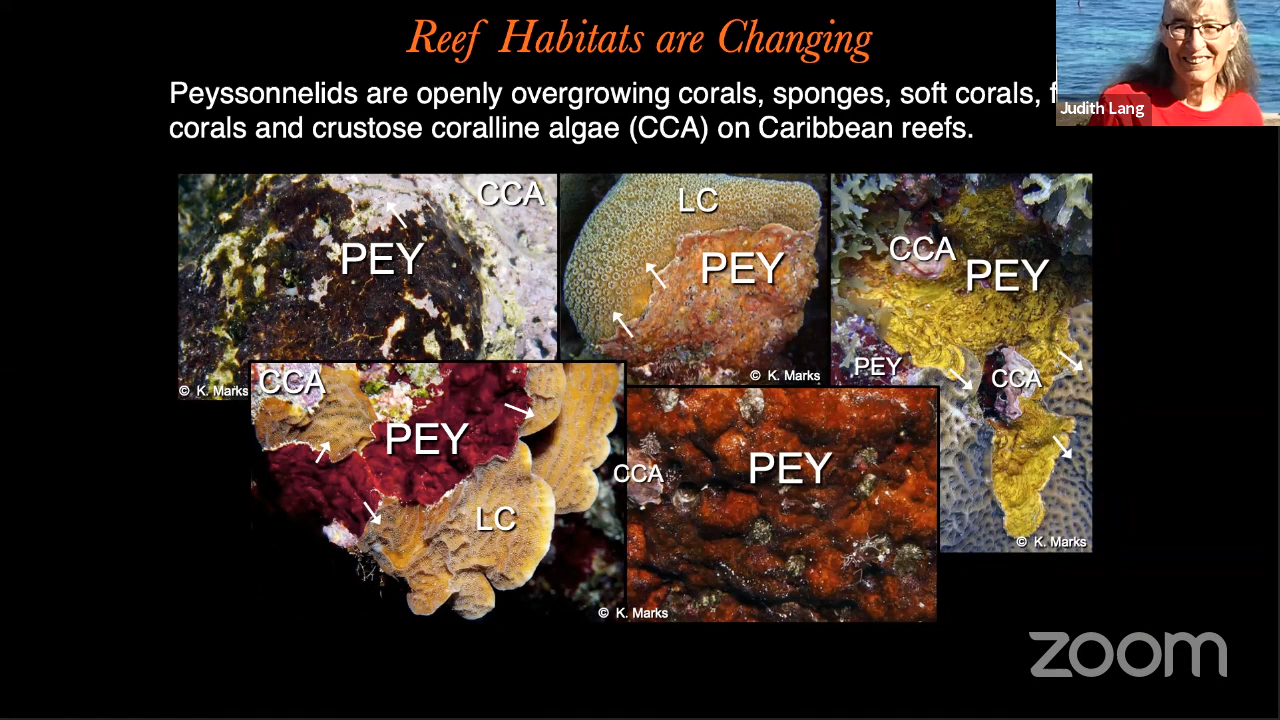 Reef Habitats are Changing
Peyssonnelids are openly overgrowing corals, sponges, soft corals,
corals and crustose coralline algae (CCA) on Caribbean reefs.
Judith Lang
CCA
PEY
© K. Marks
LC
PEY
© K. Marks
CCA
PEY
PEY
CCA
© K. Marks
CCA
PEY
LC
© K. Marks
CCA
PEY
zoom